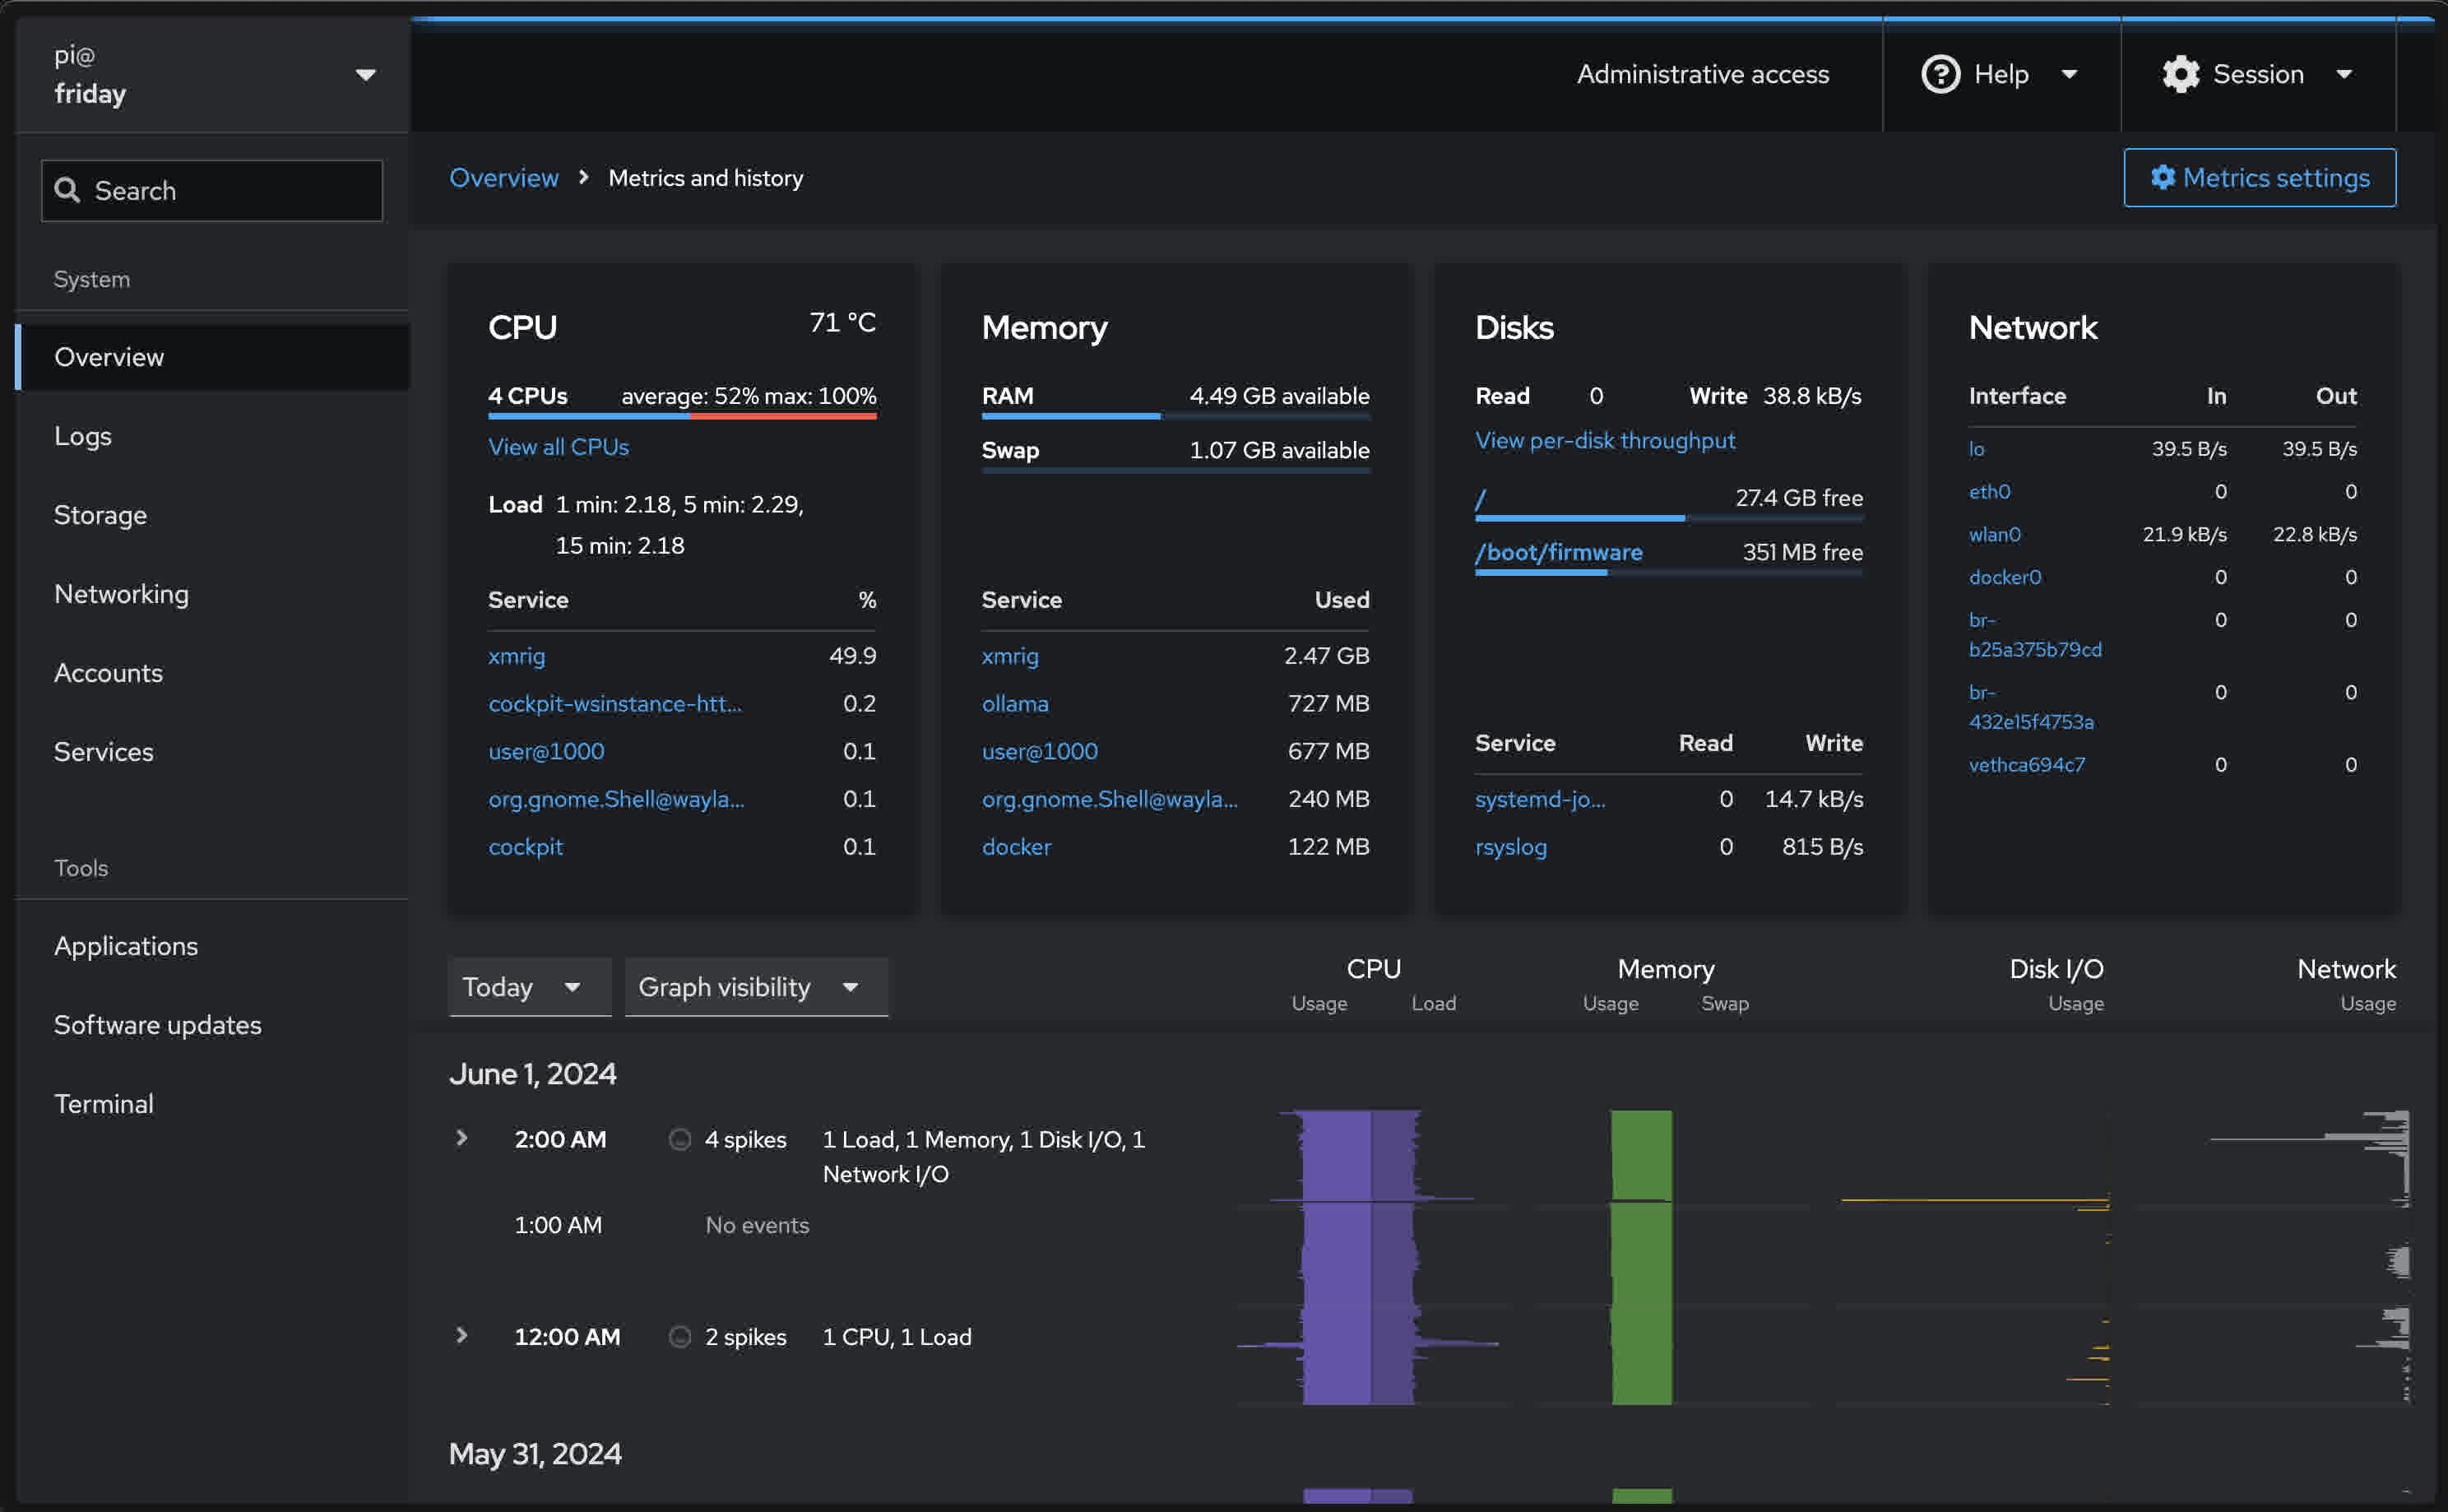 pi@
friday
Administrative access
Help
Session
Search
Overview
Metrics and history
Metrics settings
System
Overview
Logs
Storage
Networking
Accounts
Services
Tools
Applications
Software updates
Terminal
CPU 71 °C
4 CPUs average: 52% max: 100%
View all CPUs
Load 1 min: 2.18, 5 min: 2.29,
15 min: 2.18
Service %
xmrig 49.9
cockpit-wsinstance-htt... 0.2
user@1000 0.1
org.gnome.Shell@wayla... 0.1
cockpit 0.1
Memory
RAM 4.49 GB available
Swap 1.07 GB available
Service Used
xmrig 2.47 GB
ollama 727 MB
user@1000 677 MB
org.gnome.Shell@wayla... 240 MB
docker 122 MB
Disks
Read 0 Write 38.8 kB/s
View per-disk throughput
/ 27.4 GB free
/boot/firmware 351 MB free
Service Read Write
systemd-jo... 0 14.7 kB/s
rsyslog 0 815 B/s
Network
Interface In Out
lo 39.5 B/s 39.5 B/s
eth0 0 0
wlan0 21.9 kB/s 22.8 kB/s
docker0 0 0
br- 0 0
b25a375b79cd
br- 0 0
432e15f4753a
vethca694c7 0 0
Today
Graph visibility
CPU Memory Disk I/O Network
Usage Load Usage Swap Usage Usage
June 1, 2024
2:00 AM 4 spikes 1 Load, 1 Memory, 1 Disk I/O, 1
Network I/O
1:00 AM No events
12:00 AM 2 spikes 1 CPU, 1 Load
May 31, 2024